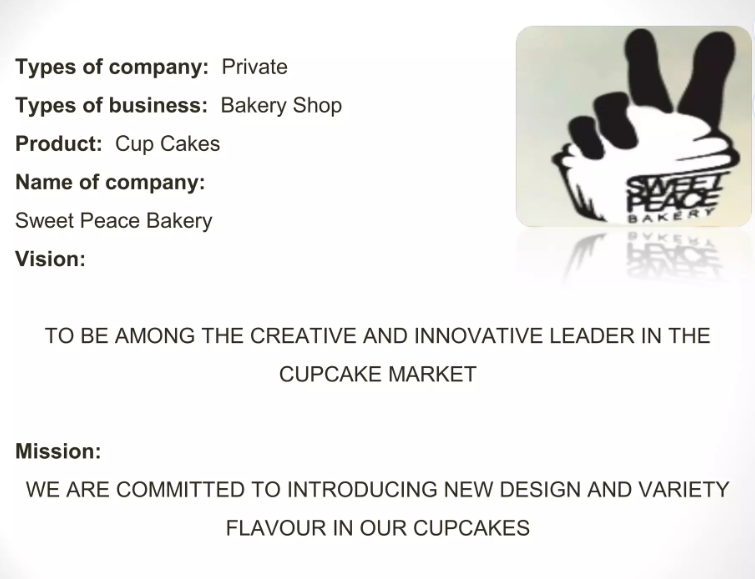 Types of company: Private
Types of business: Bakery Shop
Product: Cup Cakes
Name of company:
Sweet Peace Bakery
Vision:
TO BE AMONG THE CREATIVE AND INNOVATIVE LEADER IN THE
CUPCAKE MARKET
Mission:
WE ARE COMMITTED TO INTRODUCING NEW DESIGN AND VARIETY
FLAVOUR IN OUR CUPCAKES
SWEET
PEACE
BAKERY